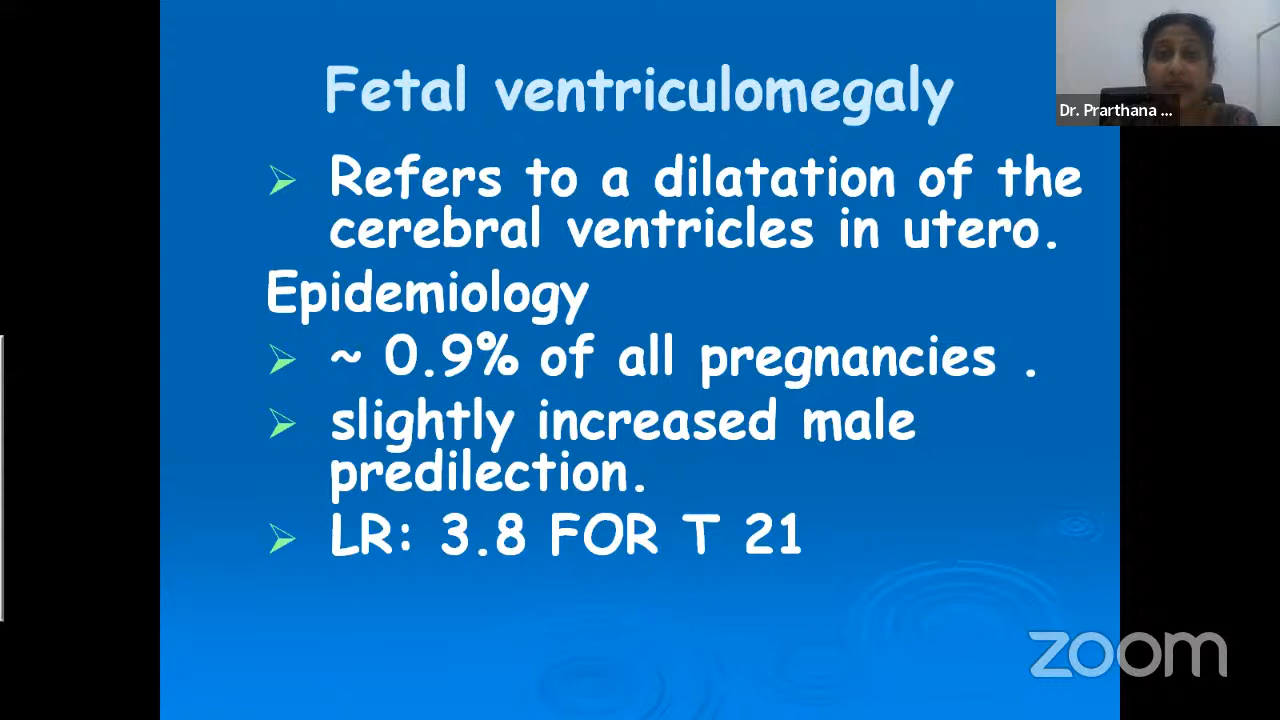 Fetal ventriculomegaly
Dr. Prarthana ...
Refers to a dilatation of the
cerebral ventricles in utero.
Epidemiology
~ 0.9% of all pregnancies .
slightly increased male
predilection.
LR: 3.8 FOR T 21
zoom